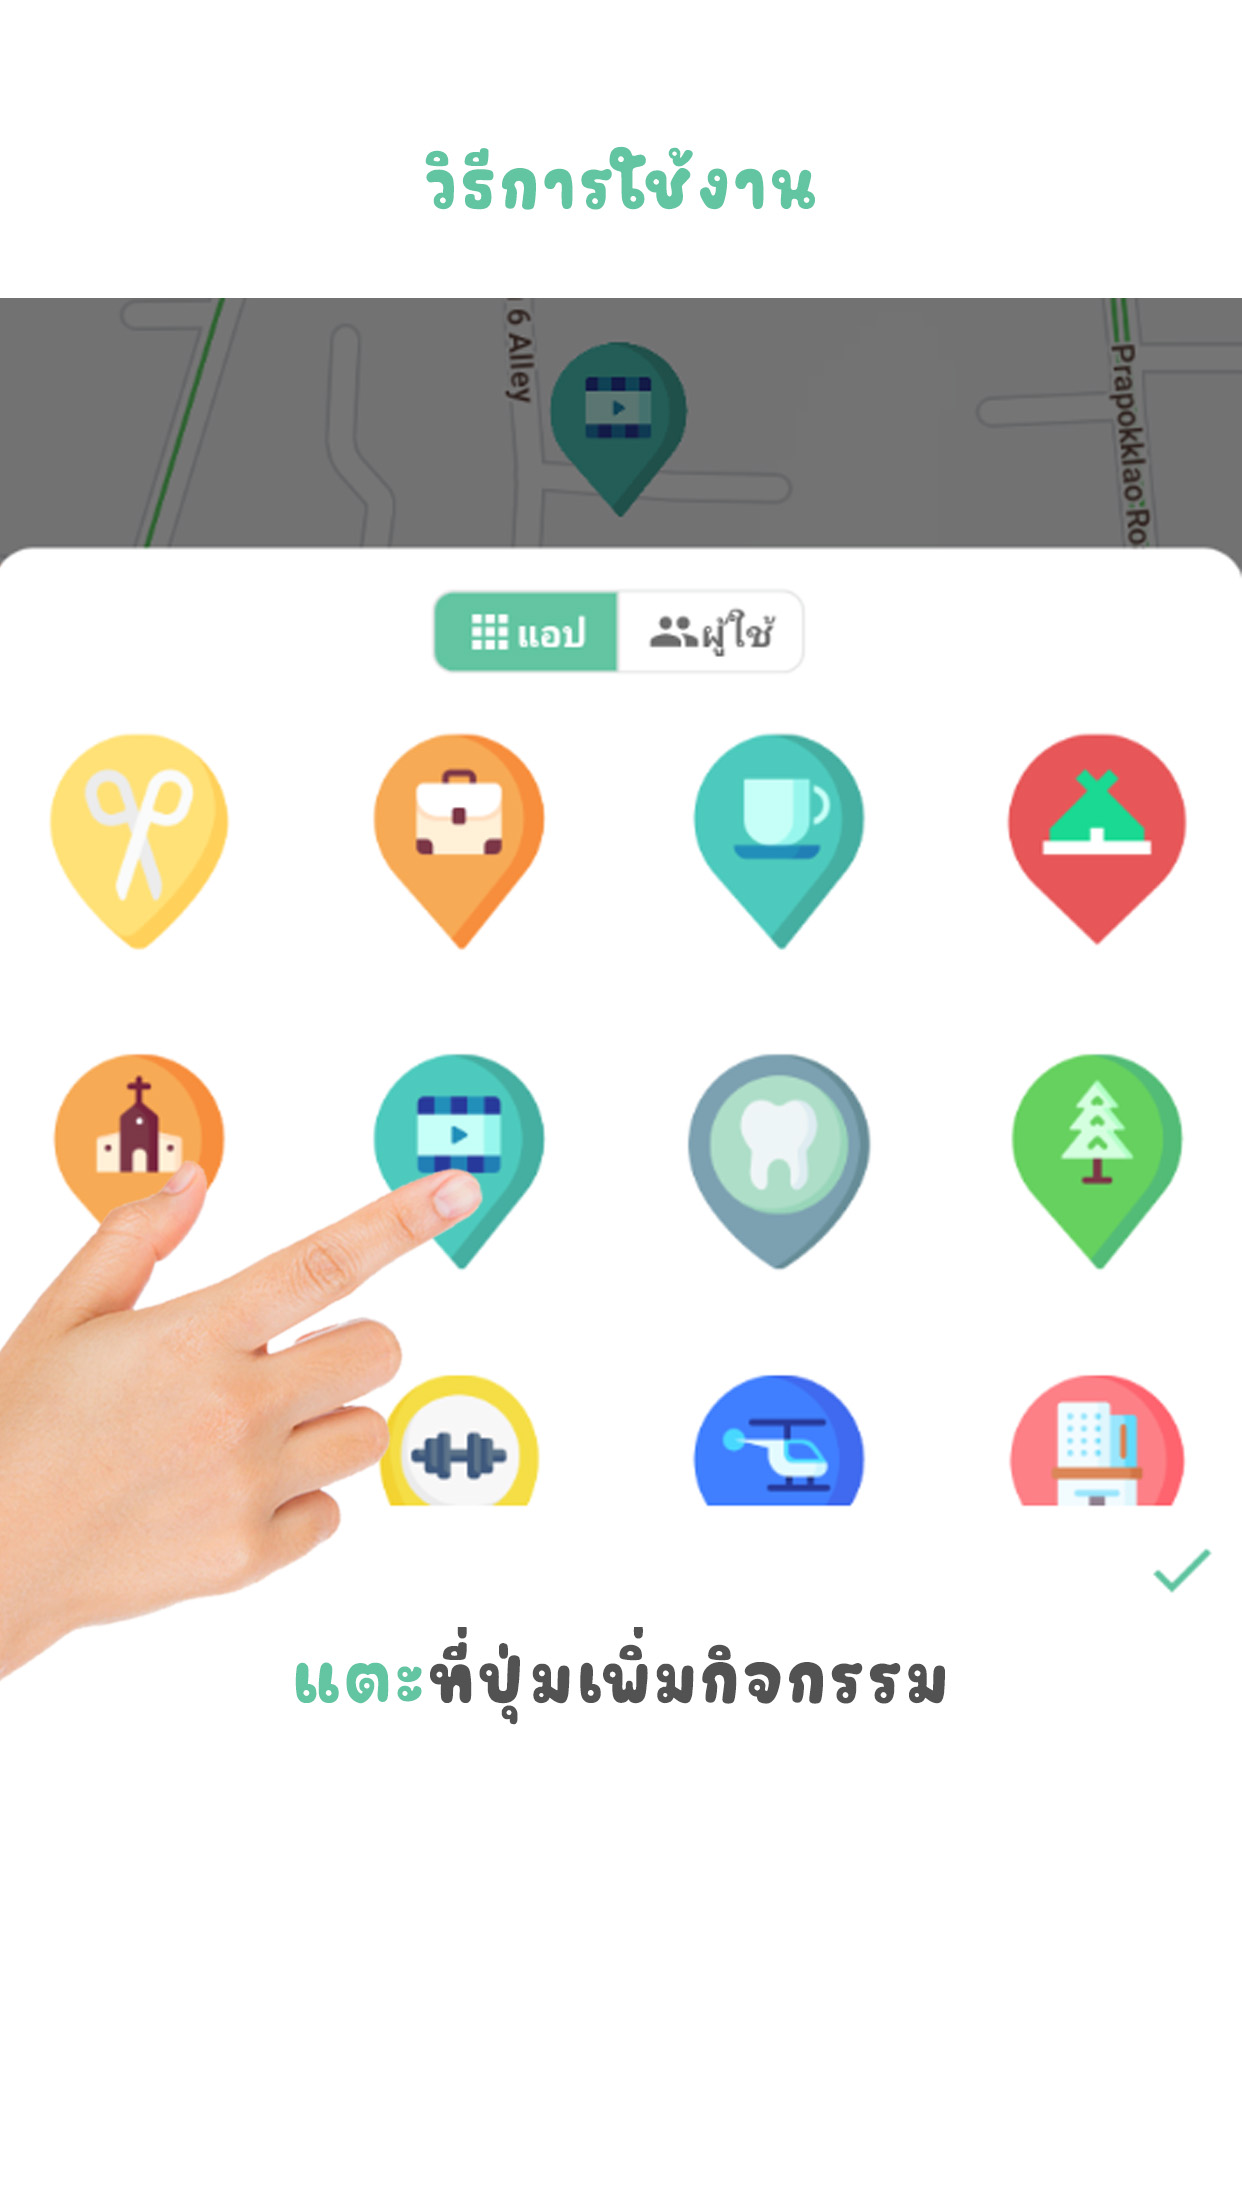 วิธีการใช้งาน
6 Alley
Prapokklao Ro
แอป
ผู้ใช้
แตะที่ปุ่มเพิ่มกิจกรรม